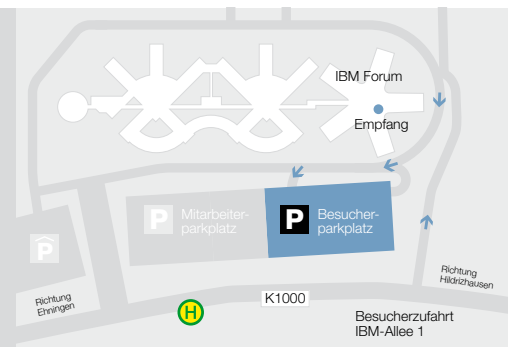 IBM Forum
Empfang
P
Mitarbeiter-
parkplatz
P
Besucher-
parkplatz
P
Richtung
Ehningen
H
K1000
Richtung
Hildrizhausen
Besucherzufahrt
IBM-Allee 1